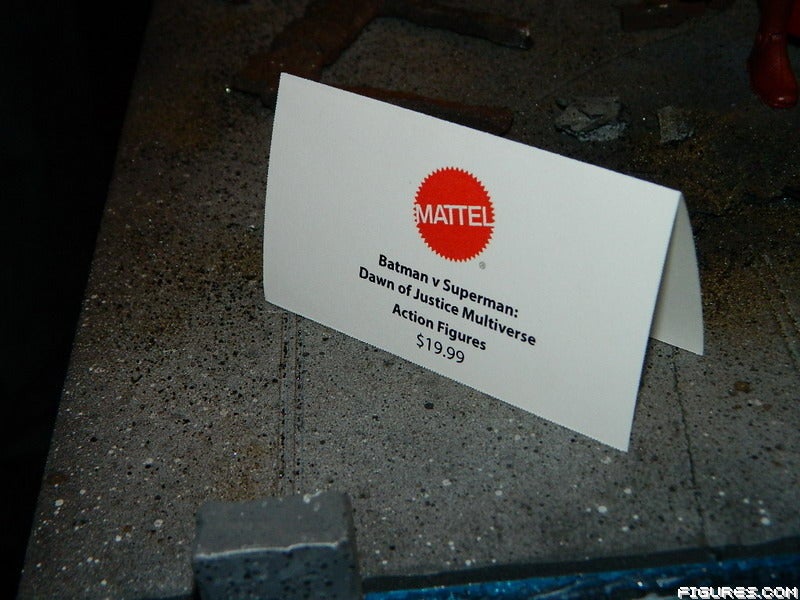 MATTEL
®
Batman v Superman:
Dawn of Justice Multiverse
Action Figures
$19.99
FIGURES.COM